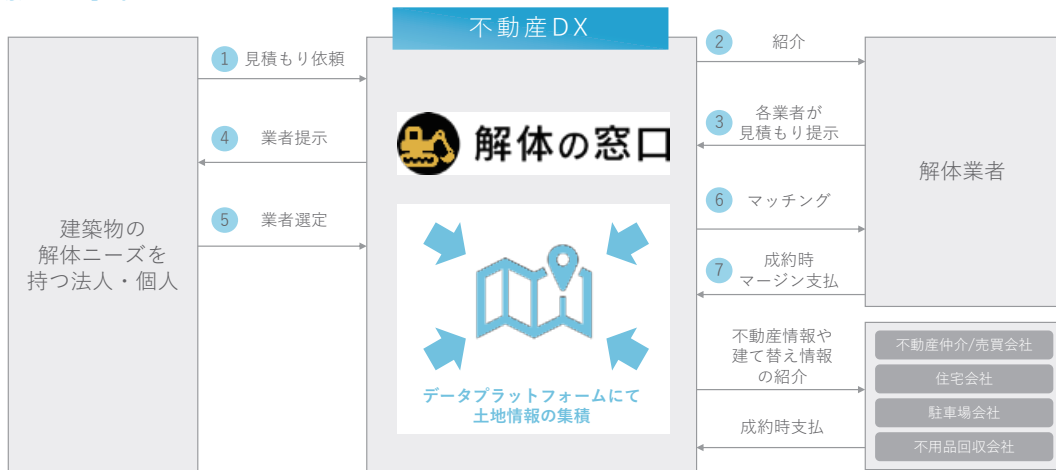 不動産DX
建築物の
解体ニーズを
持つ法人・個人
1 見積もり依頼
4 業者提示
5 業者選定
解体の窓口
データプラットフォームにて
土地情報の集積
2 紹介
3 各業者が
見積もり提示
6 マッチング
7 成約時
マージン支払
不動産情報や
建て替え情報
の紹介
成約時支払
解体業者
不動産仲介/売買会社
住宅会社
駐車場会社
不用品回収会社